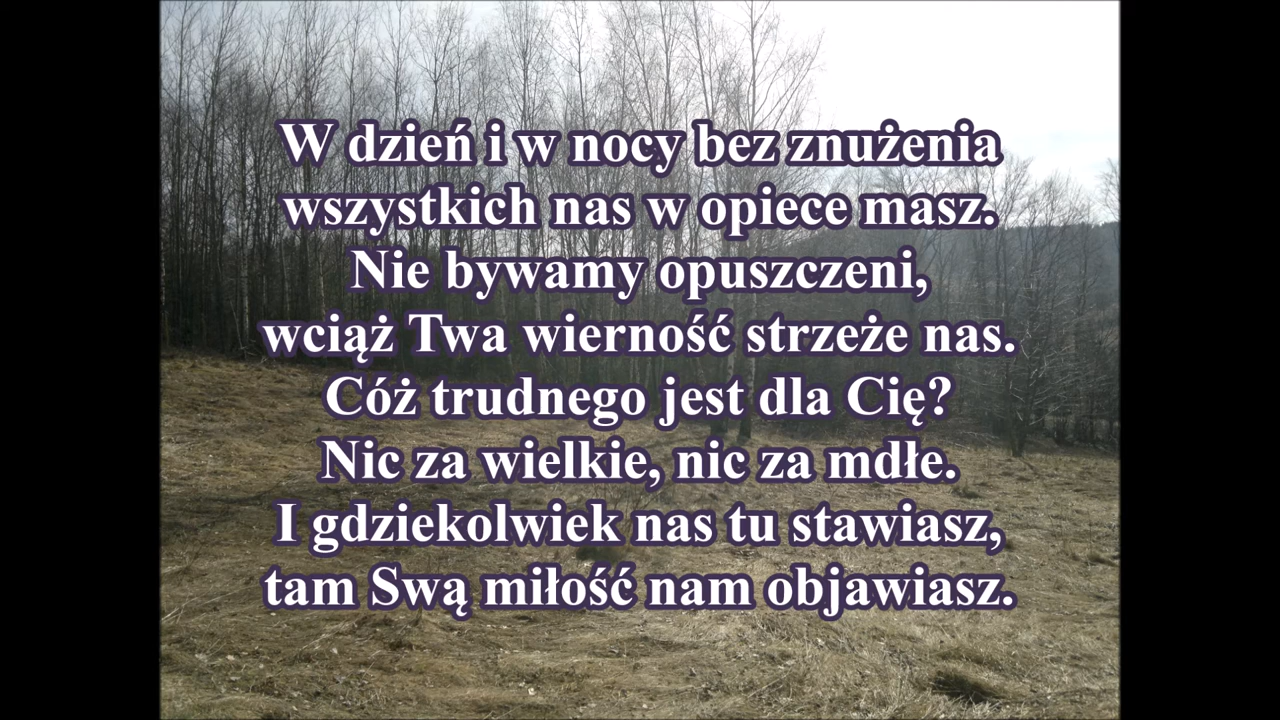 W dzień i w nocy bez znużenia
wszystkich nas w opiece masz.
Nie bywamy opuszczeni,
wciąż Twa wierność strzeże nas.
Cóż trudnego jest dla Cię?
Nic za wielkie, nic za mdłe.
I gdziekolwiek nas tu stawiasz,
tam Swą miłość nam objawiasz.